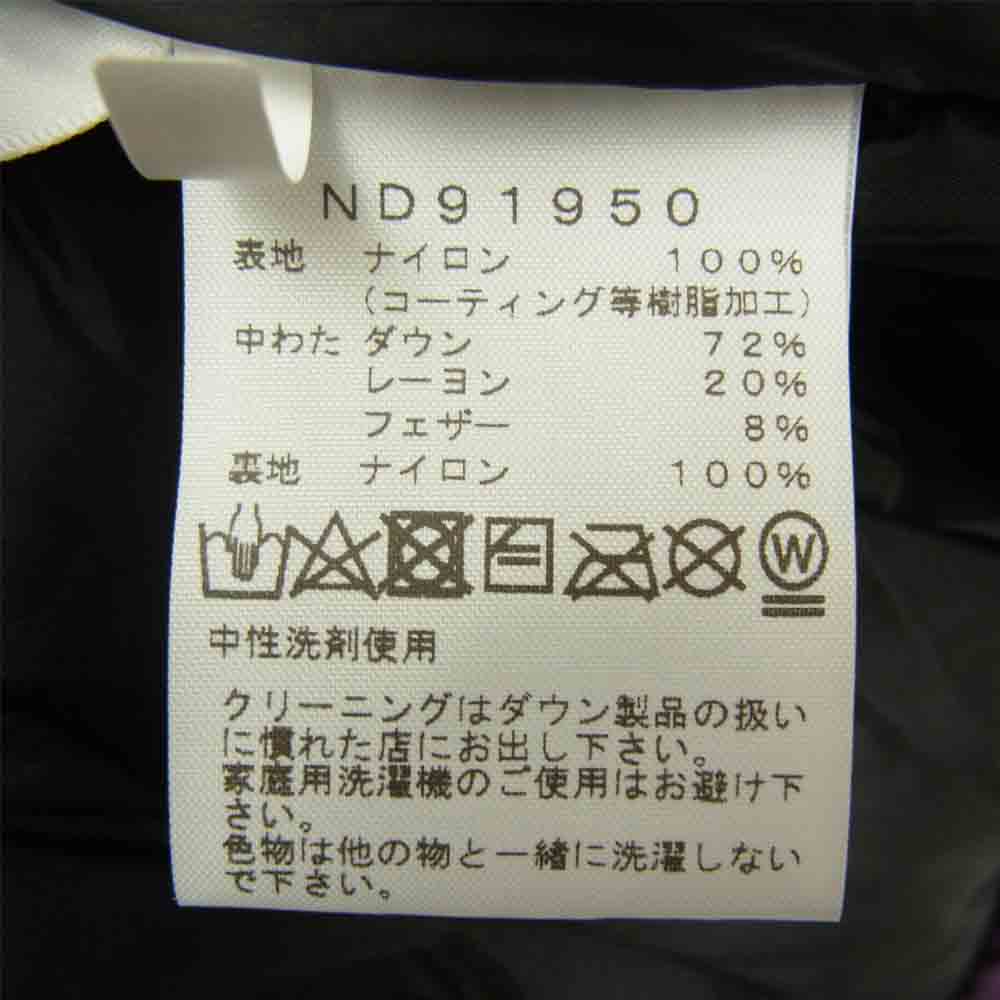 ND91950
表地 ナイロン 100%
(コーティング等樹脂加工)
中わた ダウン 72%
レーヨン 20%
フェザー 8%
裏地 ナイロン 100%
W
中性洗剤使用
クリーニングはダウン製品の扱い
に慣れた店にお出し下さい。
家庭用洗濯機のご使用はお避け下
さい。
色物は他の物と一緒に洗濯しない
で下さい。